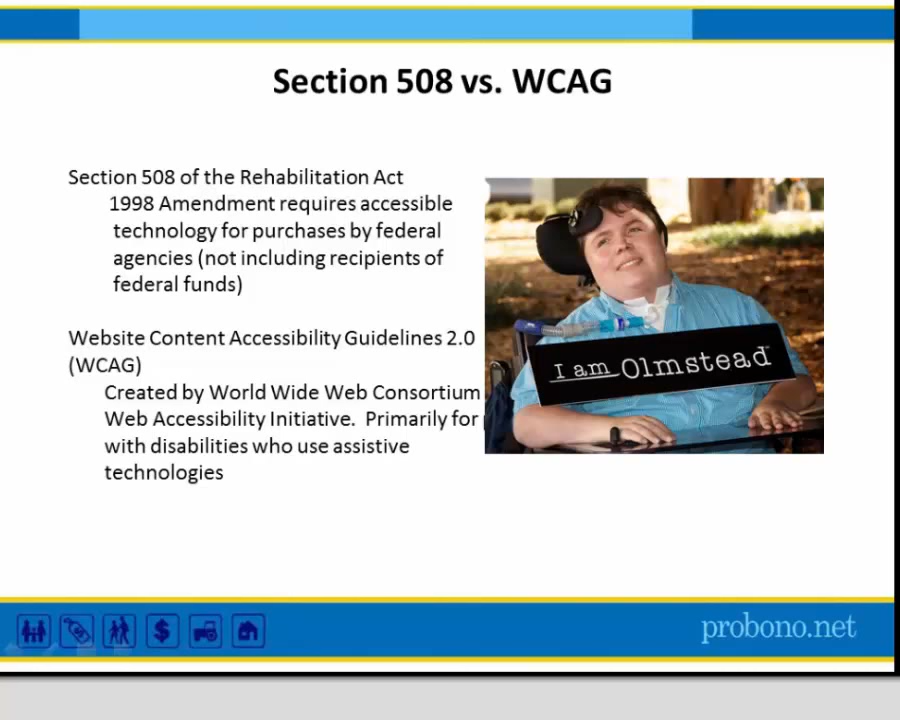 Section 508 vs. WCAG
Section 508 of the Rehabilitation Act
1998 Amendment requires accessible
technology for purchases by federal
agencies (not including recipients of
federal funds)
Website Content Accessibility Guidelines 2.0
(WCAG)
Created by World Wide Web Consortium
Web Accessibility Initiative. Primarily for
with disabilities who use assistive
technologies
I am Olmstead
$
probono.net